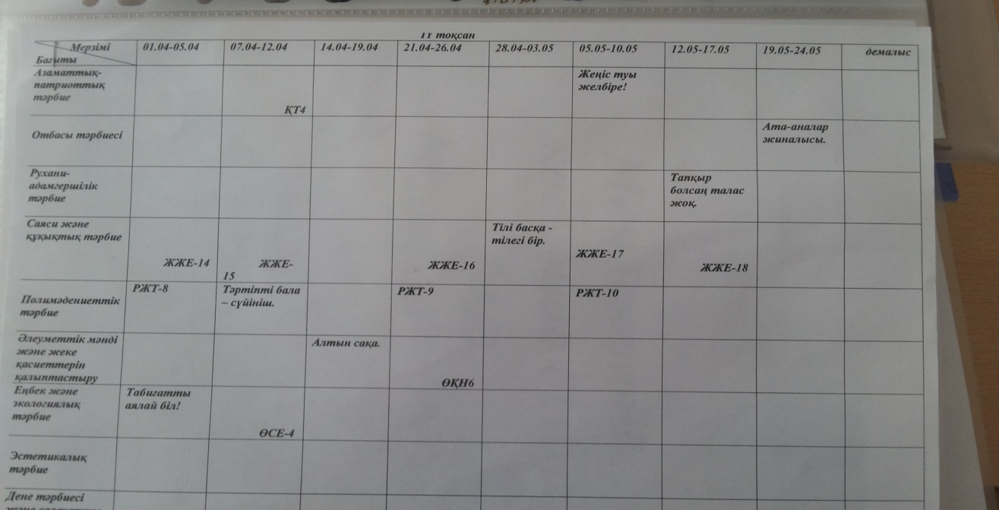 ІҮ тоқсан
Мерзімі
Бағыты
01.04-05.04
07.04-12.04
14.04-19.04
21.04-26.04
28.04-03.05
05.05-10.05
12.05-17.05
19.05-24.05
демалыс
Азаматтық-
патриоттық
тәрбие
ҚТ4
Жеңіс туы
желбіре!
Отбасы тәрбиесі
Ата-аналар
жиналысы.
Рухани-
адамгершілік
тәрбие
Тапқыр
болсаң талас
жоқ.
Саяси және
құқықтық тәрбие
ЖЖЕ-14
ЖЖЕ-
15
ЖЖЕ-16
Тілі басқа -
тілегі бір.
ЖЖЕ-17
ЖЖЕ-18
Полимәдениеттік
тәрбие
РЖТ-8
Тәртіпті бала
– сүйініш.
РЖТ-9
РЖТ-10
Әлеуметтік мәнді
және жеке
қасиеттерін
қалыптастыру
Алтын сақа.
ӨҚН6
Еңбек және
экологиялық
тәрбие
Табиғатты
аялай біл!
ӨСЕ-4
Эстетикалық
тәрбие
Дене тәрбиесі